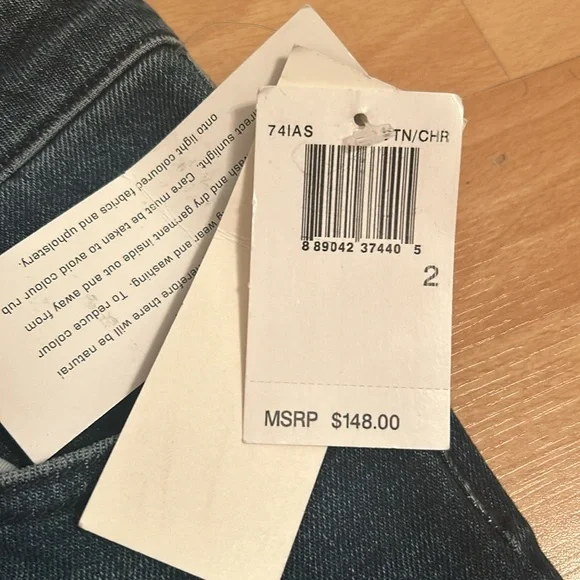 74IAS TN/CHR
8 89042 37440 5
2
MSRP $148.00
therefore there will be natural
wear and washing. To reduce colour
wash and dry garment inside out and away from
direct sunlight. Care must be taken to avoid colour rub
onto light coloured fabrics and upholstery.